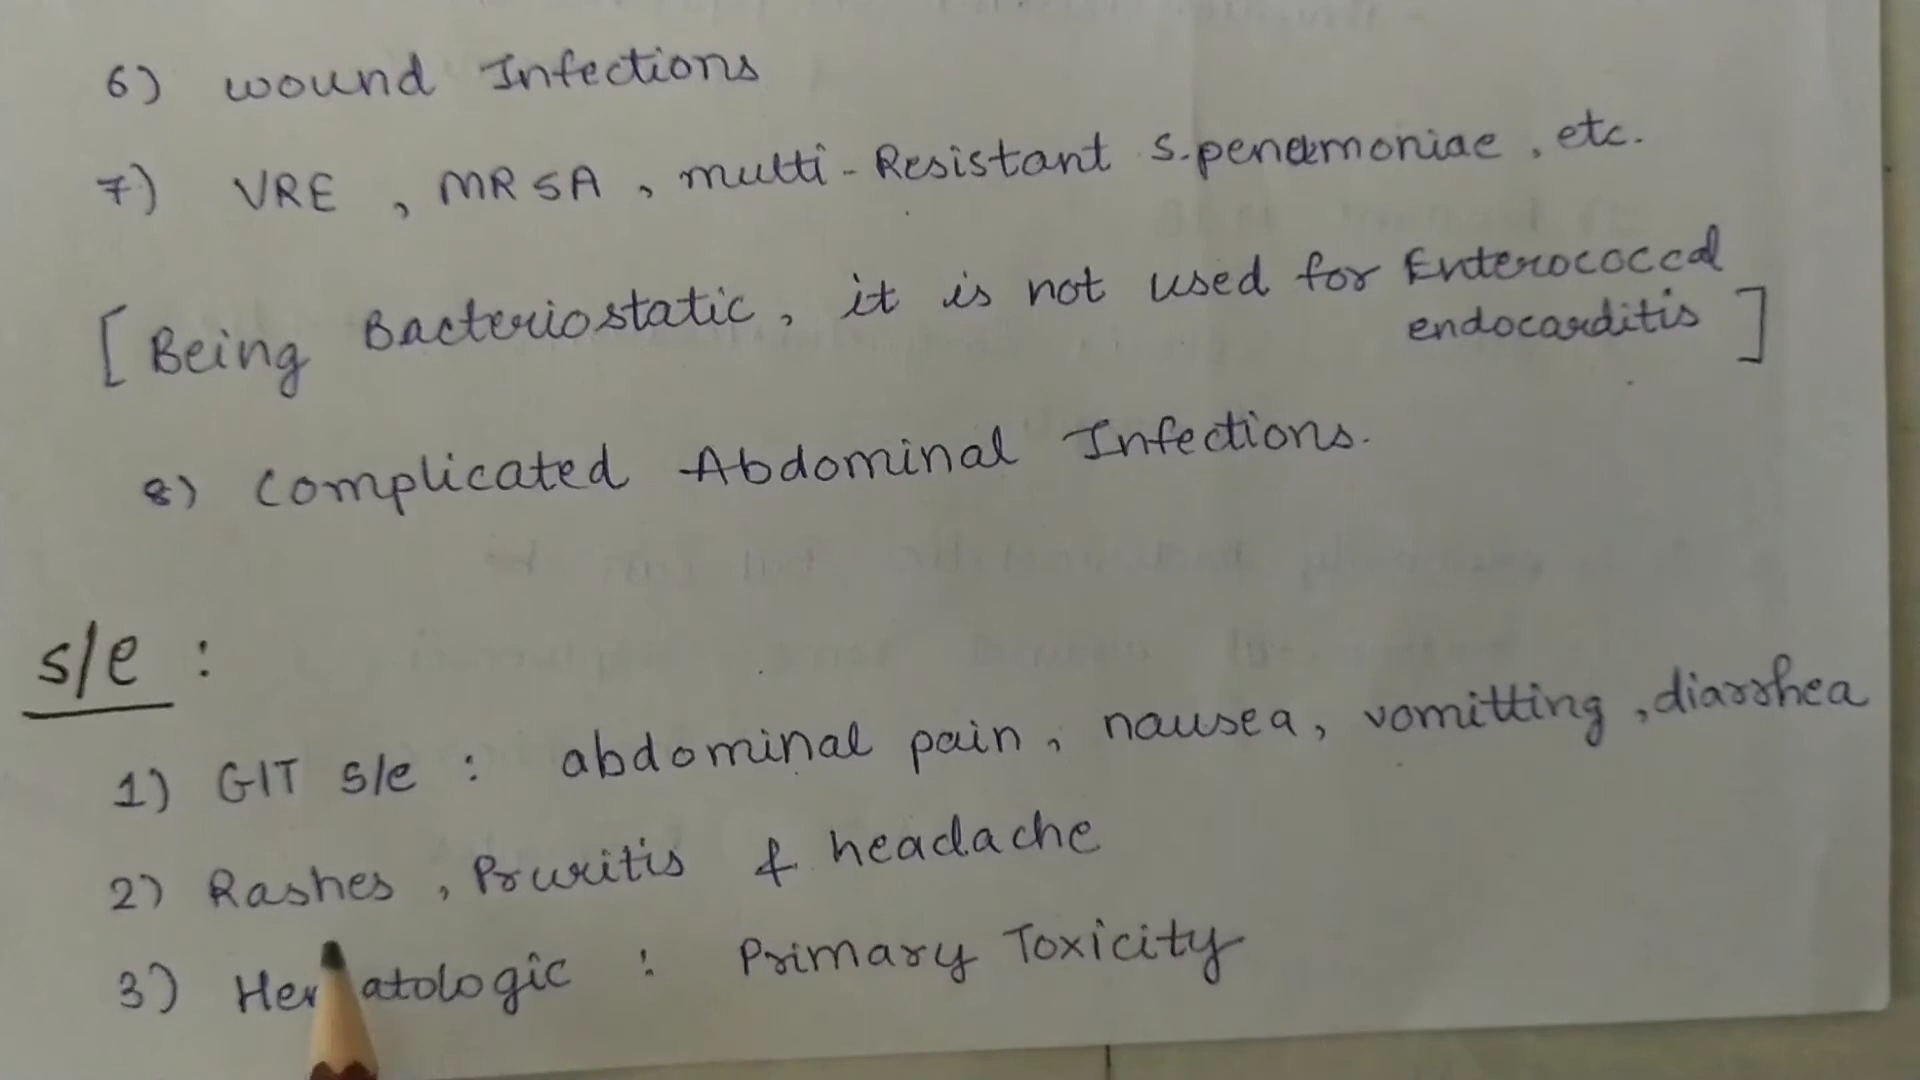 6) wound Infections
7) VRE , MRSA , multi-Resistant S.penemoniae, etc.
[ Being Bacteriostatic, it is not used for Enterococcal
endocarditis ]
8) Complicated Abdominal Infections.
s/e :
1) GIT s/e : abdominal pain, nausea, vomitting, diarrhea
2) Rashes, Pruritis & headache
3) Hematologic : Primary Toxicity